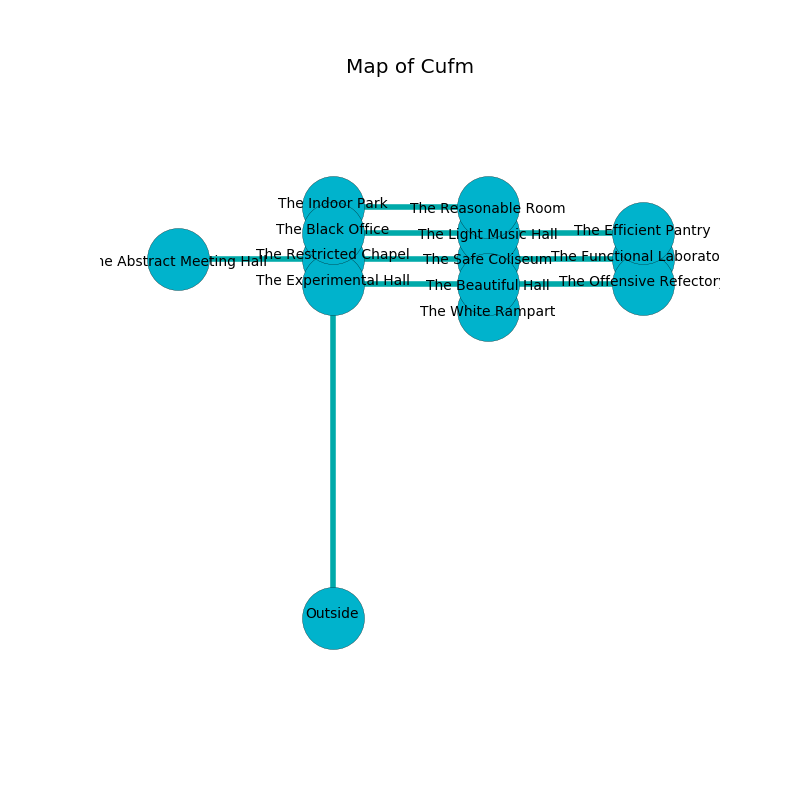 Map of Cufm
The Indoor Park
The Reasonable Room
The Black Office
The Light Music Hall
The Efficient Pantry
The Restricted Chapel
The Safe Coliseum
The Functional Laborato
ne Abstract Meeting Hall
The Experimental Hall
The Beautiful Hall
The Offensive Refectory
The White Rampart
Outside